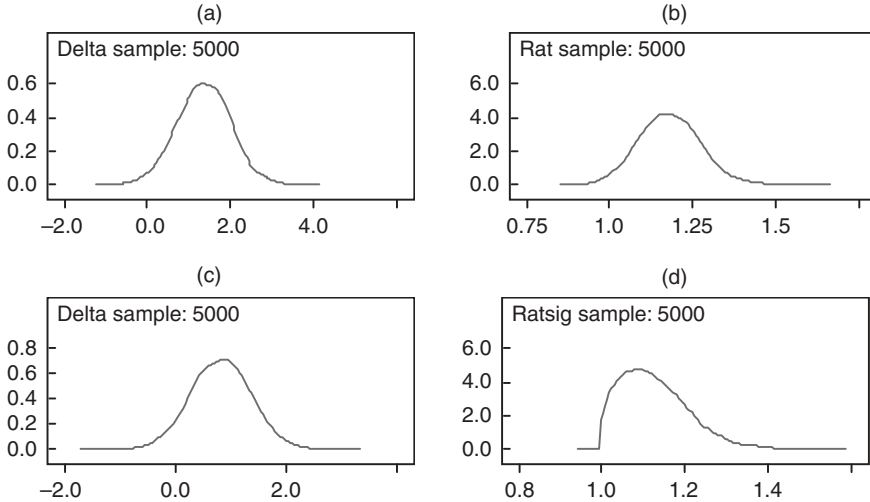 (a)
Delta sample: 5000
0.6
0.4
0.2
0.0
–2.0 0.0 2.0 4.0
(b)
Rat sample: 5000
6.0
4.0
2.0
0.0
0.75 1.0 1.25 1.5
(c)
Delta sample: 5000
0.8
0.6
0.4
0.2
0.0
–2.0 0.0 2.0
(d)
Ratsig sample: 5000
6.0
4.0
2.0
0.0
0.8 1.0 1.2 1.4